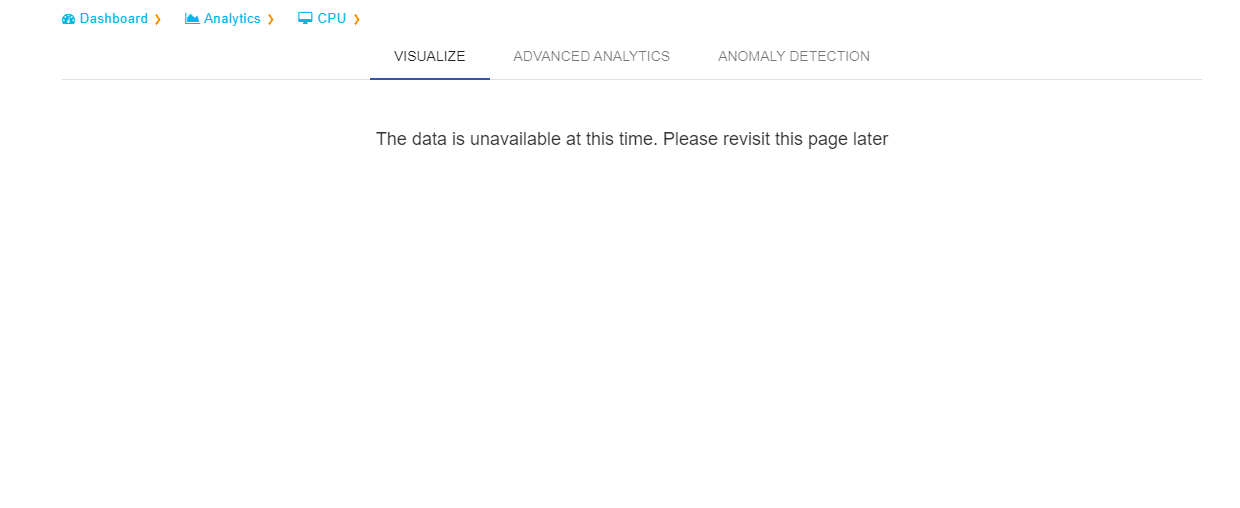 Dashboard Analytics CPU
VISUALIZE ADVANCED ANALYTICS ANOMALY DETECTION
The data is unavailable at this time. Please revisit this page later